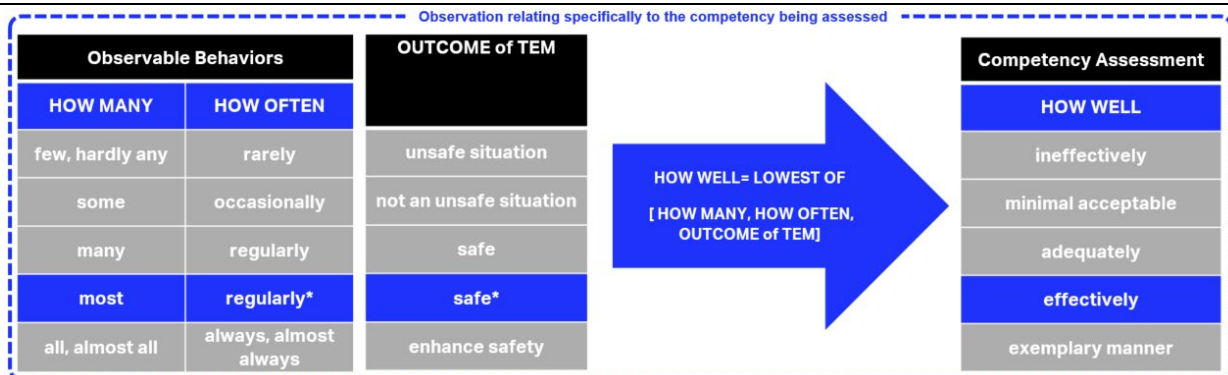 Observation relating specifically to the competency being assessed
Observable Behaviors
HOW MANY HOW OFTEN
few, hardly any rarely
some occasionally
many regularly
most regularly*
all, almost all always, almost
always
OUTCOME of TEM
unsafe situation
not an unsafe situation
safe
safe*
enhance safety
HOW WELL= LOWEST OF
[ HOW MANY, HOW OFTEN,
OUTCOME of TEM]
Competency Assessment
HOW WELL
ineffectively
minimal acceptable
adequately
effectively
exemplary manner